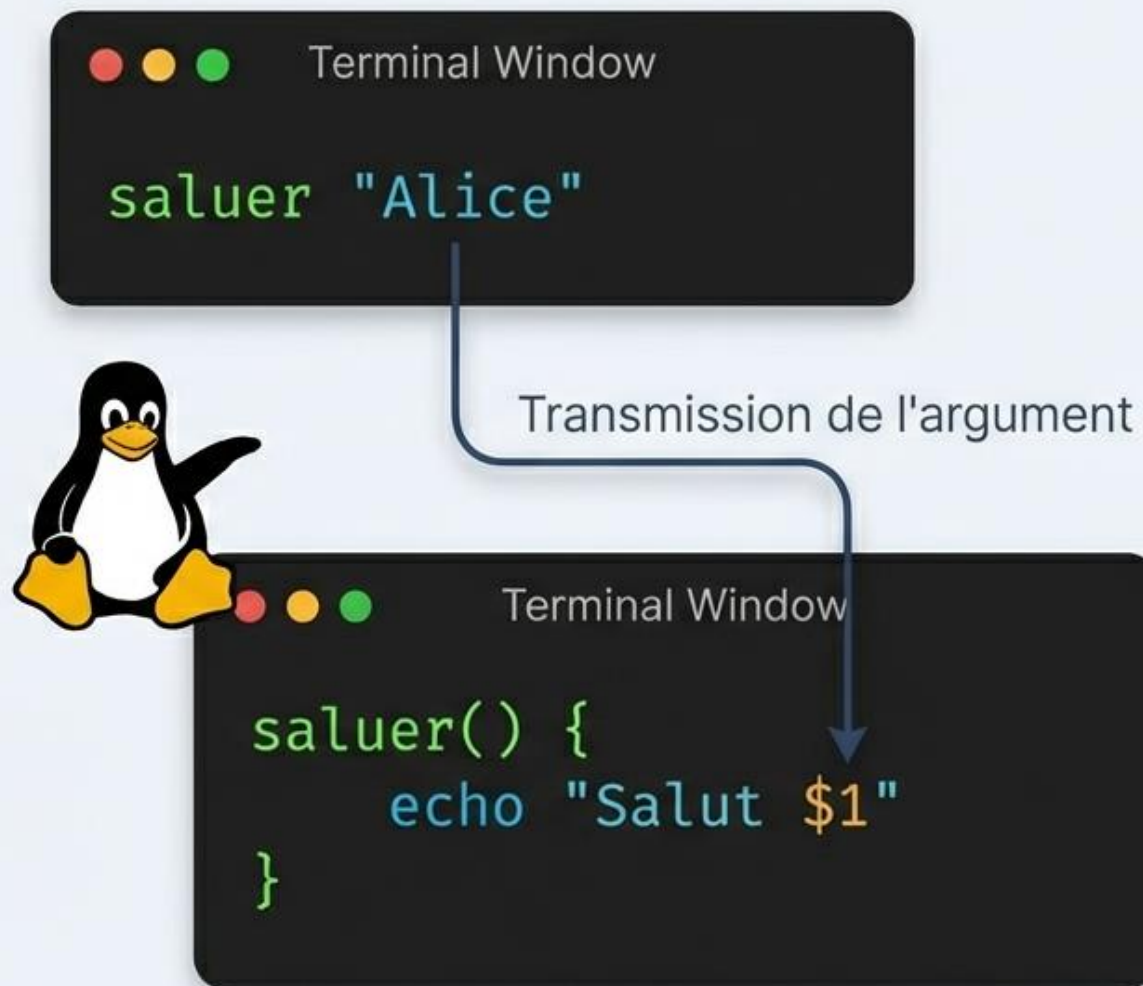 Terminal Window
saluer "Alice"
Transmission de l'argument
Terminal Window
saluer() {
    echo "Salut $1"
}